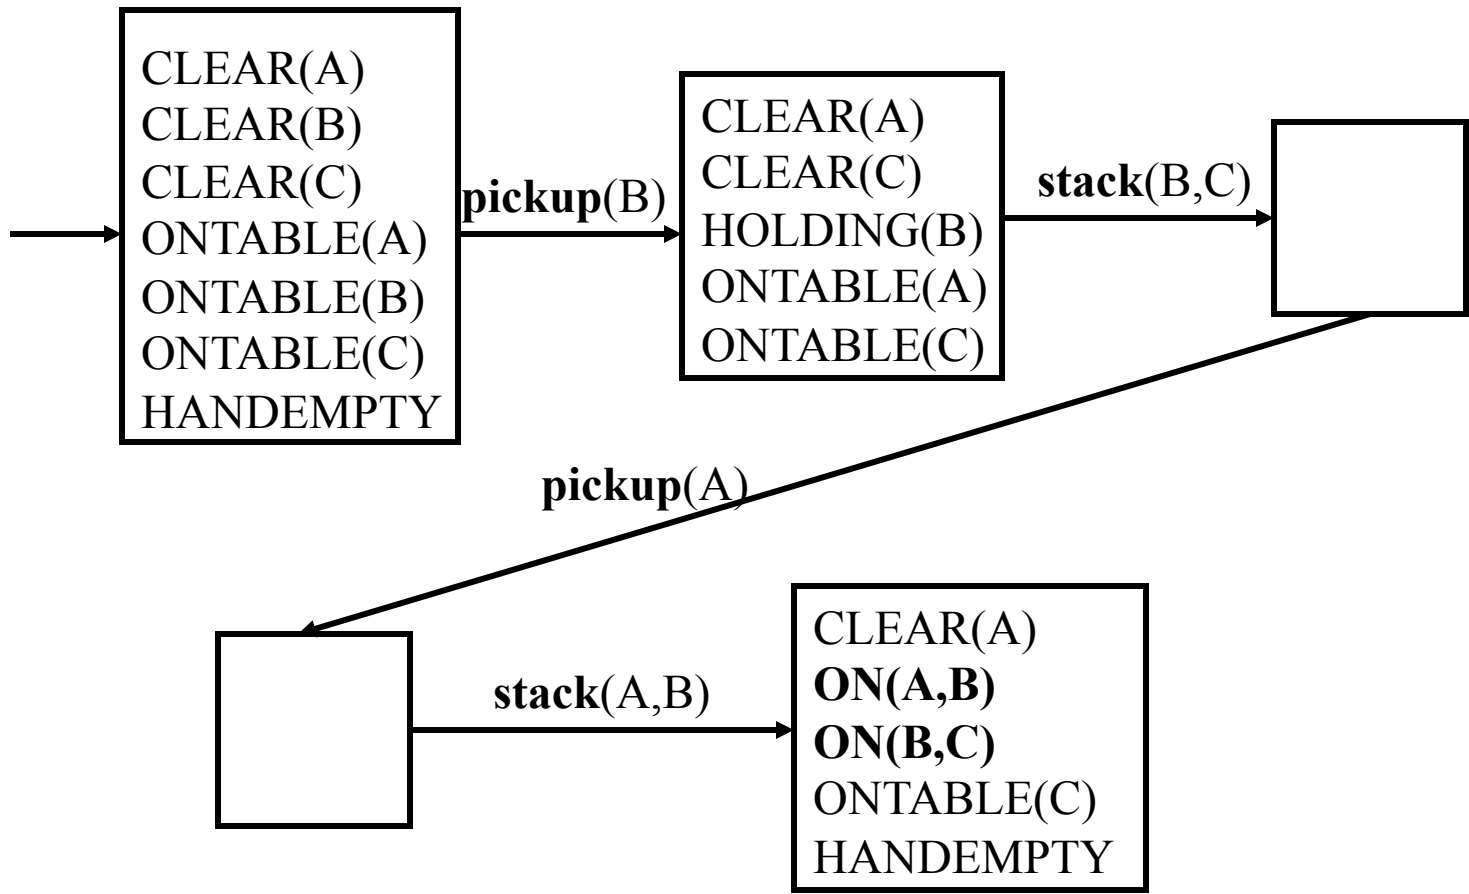 CLEAR(A)
CLEAR(B)
CLEAR(C)
ONTABLE(A)
ONTABLE(B)
ONTABLE(C)
HANDEMPTY
pickup(B)
CLEAR(A)
CLEAR(C)
HOLDING(B)
ONTABLE(A)
ONTABLE(C)
stack(B,C)
pickup(A)
stack(A,B)
CLEAR(A)
ON(A,B)
ON(B,C)
ONTABLE(C)
HANDEMPTY